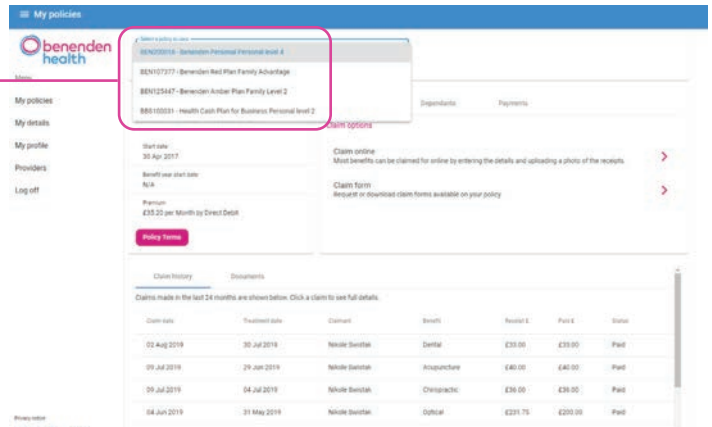 My policies
benenden
health
Menu
My policies
My details
My profile
Providers
Log off
Privacy notice
Select a policy to view
- Benenden Personal Personal level 4
BEN107377 - Benenden Red Plan Family Advantage
BEN125447 - Benenden Amber Plan Family Level 2
- Health Cash Plan for Business Personal level 2
Dependants Payments
Start date
30 Apr 2017
Benefit year start date
N/A
Premium
£35.20 per Month by Direct Debit
Policy Terms
Claim options
Claim online
Most benefits can be claimed for online by entering the details and uploading a photo of the receipts.
Claim form
Request or download claim forms available on your policy
Claim history Documents
Claims made in the last 24 months are shown below. Click a claim to see full details.
Claim date Treatment date Claimant Benefit Receipt £ Paid £ Status
02 Aug 2019 30 Jul 2019 Nikole Swistak Dental £33.00 £33.00 Paid
09 Jul 2019 29 Jun 2019 Nikole Swistak Acupuncture £40.00 £40.00 Paid
09 Jul 2019 04 Jul 2019 Nikole Swistak Chiropractic £36.00 £36.00 Paid
04 Jun 2019 31 May 2019 Nikole Swistak Optical £231.75 £200.00 Paid